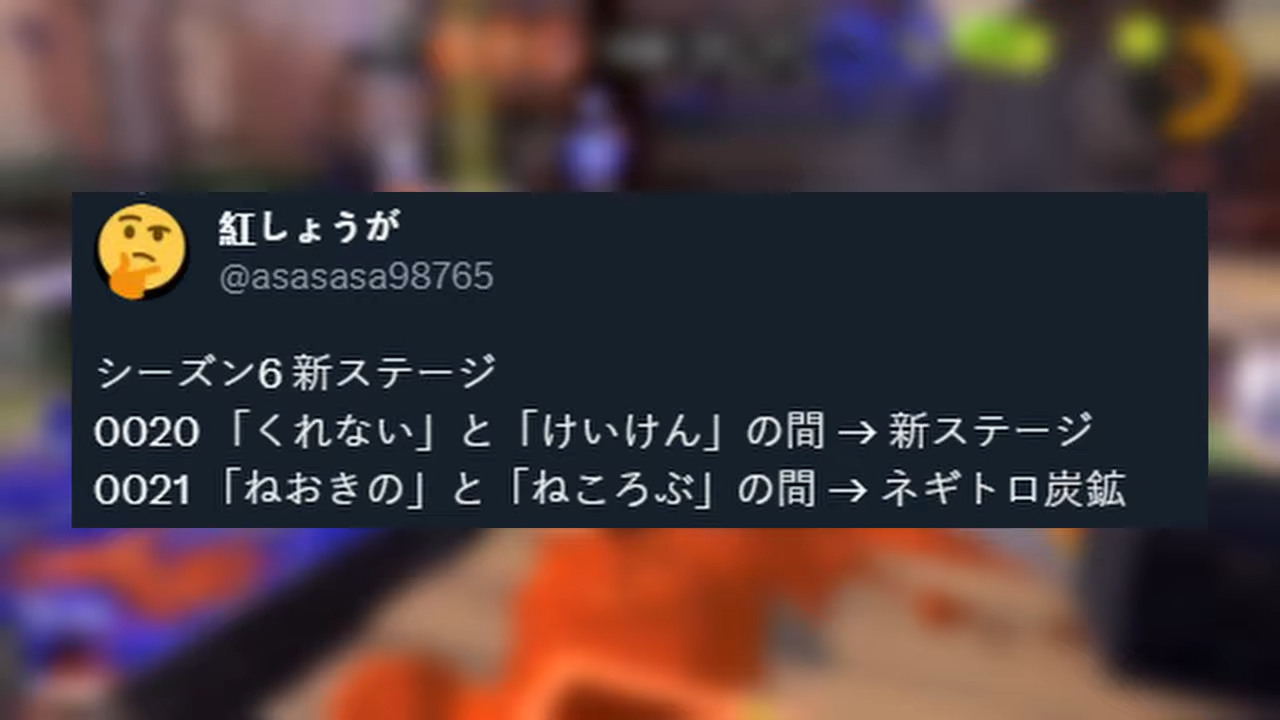 紅しょうが
@asasasa98765
シーズン6 新ステージ
0020 「くれない」と「けいけん」の間 → 新ステージ
0021 「ねおきの」と「ねころぶ」の間 → ネギトロ炭鉱